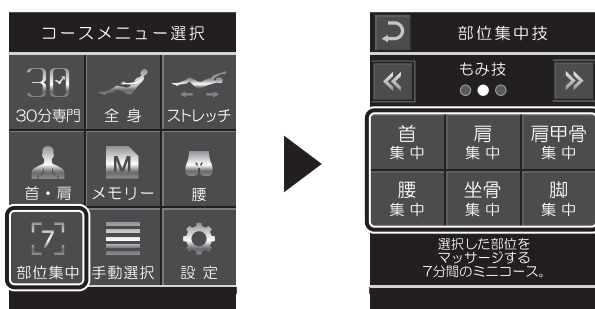 コースメニュー選択
30
30分専門
全身
ストレッチ
首・肩
M
メモリー
腰
7
部位集中
手動選択
設定
部位集中技
もみ技
首
集中
肩
集中
肩甲骨
集中
腰
集中
坐骨
集中
脚
集中
選択した部位を
マッサージする
7分間のミニコース。